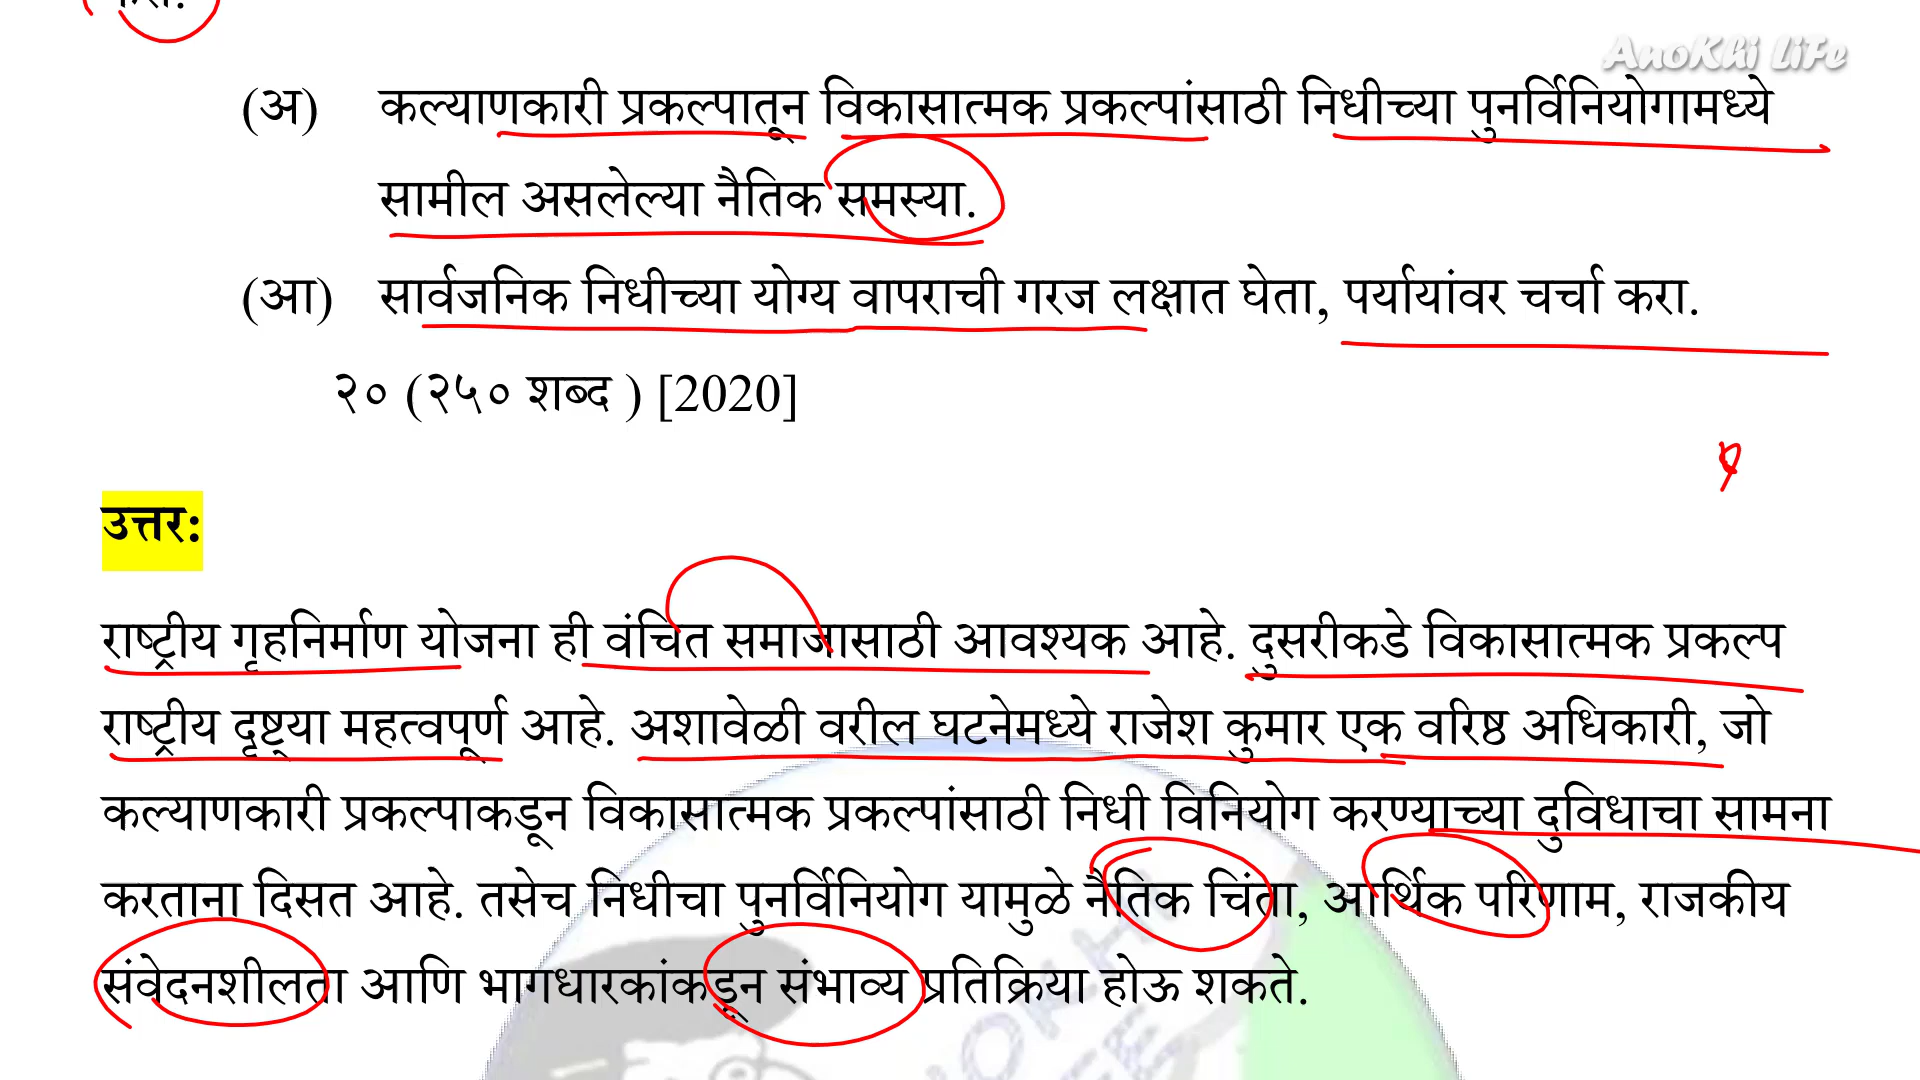 AnoKhi LiFe
(अ) कल्याणकारी प्रकल्पातून विकासात्मक प्रकल्पांसाठी निधीच्या पुनर्विनियोगामध्ये
सामील असलेल्या नैतिक समस्या.
(आ) सार्वजनिक निधीच्या योग्य वापराची गरज लक्षात घेता, पर्यायांवर चर्चा करा.
२० (२५० शब्द ) [2020]
उत्तर:
राष्ट्रीय गृहनिर्माण योजना ही वंचित समाजासाठी आवश्यक आहे. दुसरीकडे विकासात्मक प्रकल्प
राष्ट्रीय दृष्ट्या महत्वपूर्ण आहे. अशावेळी वरील घटनेमध्ये राजेश कुमार एक वरिष्ठ अधिकारी, जो
कल्याणकारी प्रकल्पाकडून विकासात्मक प्रकल्पांसाठी निधी विनियोग करण्याच्या दुविधाचा सामना
करताना दिसत आहे. तसेच निधीचा पुनर्विनियोग यामुळे नैतिक चिंता, आर्थिक परिणाम, राजकीय
संवेदनशीलता आणि भागधारकांकडून संभाव्य प्रतिक्रिया होऊ शकते.